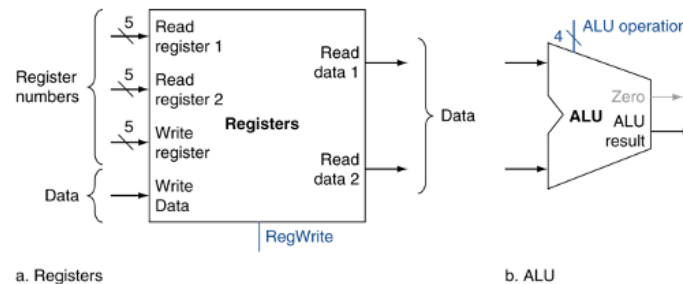 Register
numbers
5
Read
register 1
5
Read
register 2
5
Write
register
Data
Write
Data
Registers
Read
data 1
Read
data 2
Data
RegWrite
a. Registers
4
ALU operation
Zero
ALU
ALU
result
b. ALU